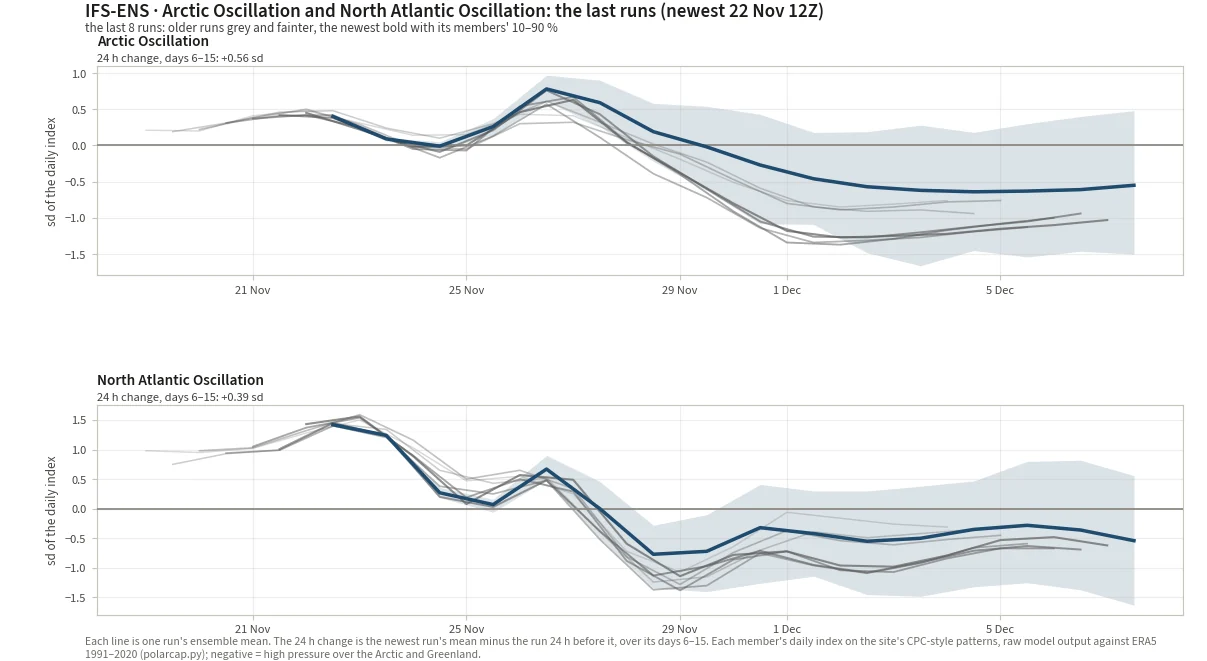 IFS-ENS · Arctic Oscillation and North Atlantic Oscillation: the last runs (newest 22 Nov 12Z)
the last 8 runs: older runs grey and fainter, the newest bold with its members' 10–90 %
Arctic Oscillation
24 h change, days 6–15: +0.56 sd
sd of the daily index
1.0
0.5
0.0
−0.5
−1.0
−1.5
21 Nov
25 Nov
29 Nov
1 Dec
5 Dec
North Atlantic Oscillation
24 h change, days 6–15: +0.39 sd
sd of the daily index
1.5
1.0
0.5
0.0
−0.5
−1.0
−1.5
21 Nov
25 Nov
29 Nov
1 Dec
5 Dec
Each line is one run's ensemble mean. The 24 h change is the newest run's mean minus the run 24 h before it, over its days 6–15. Each member's daily index on the site's CPC-style patterns, raw model output against ERA5
1991–2020 (polarcap.py); negative = high pressure over the Arctic and Greenland.